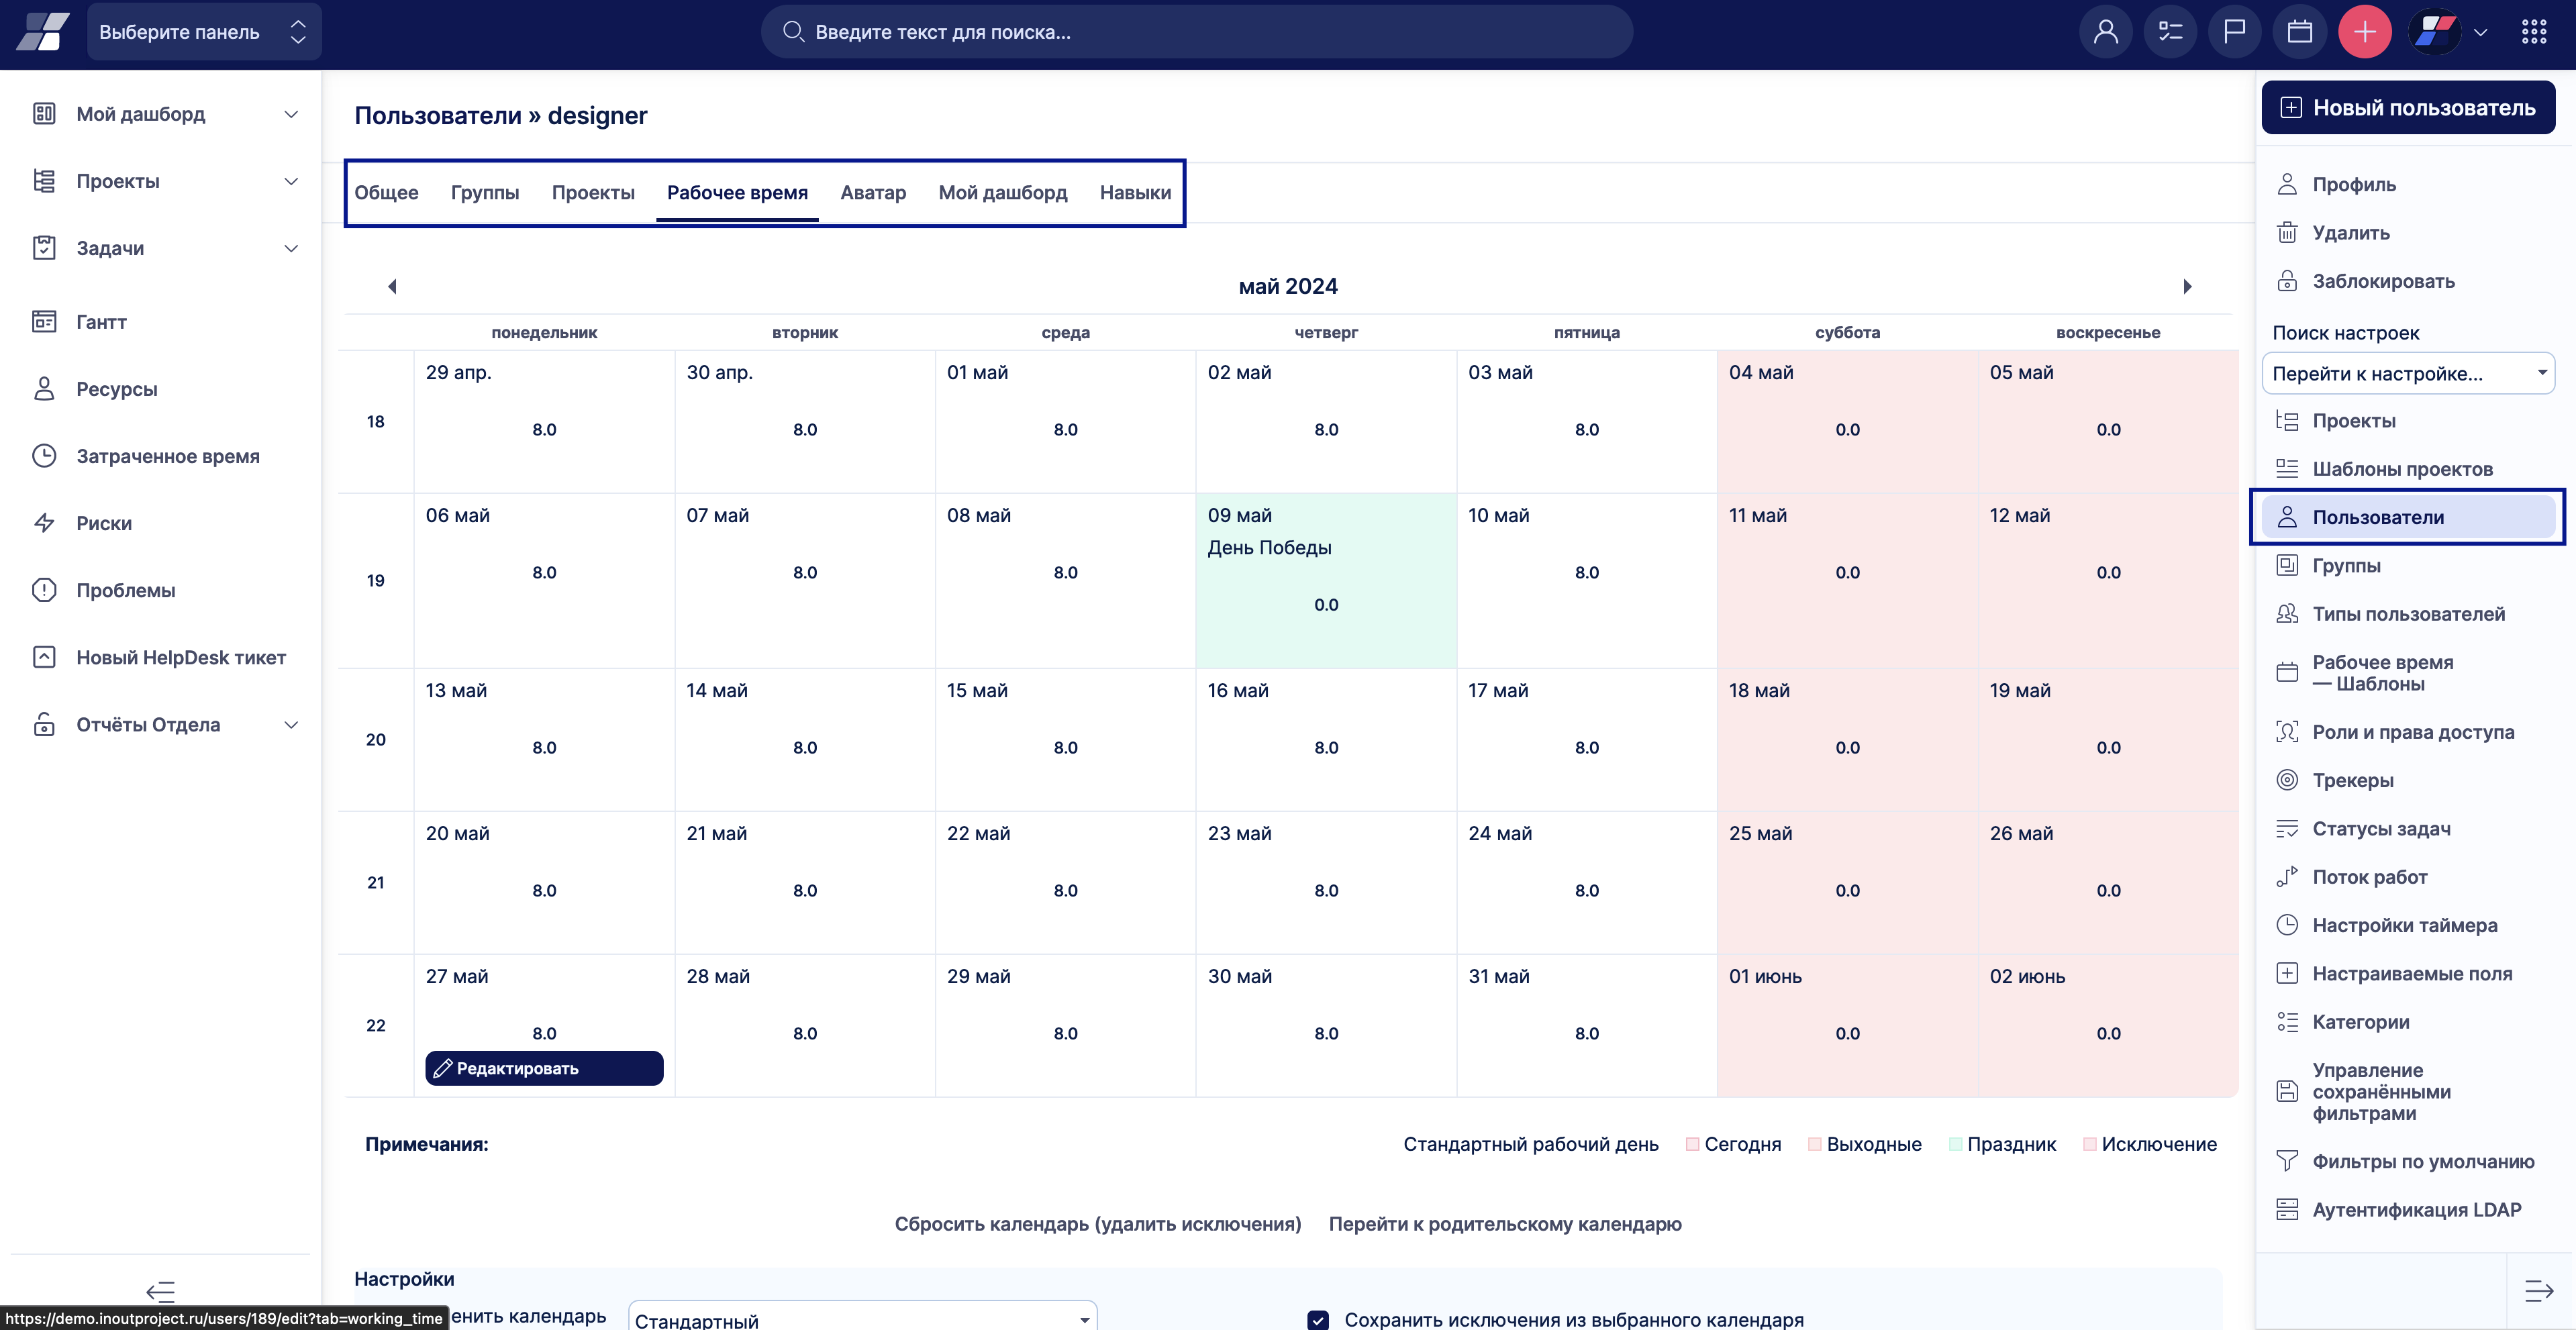 Выберите панель
Введите текст для поиска...
Мой дашборд
Проекты
Задачи
Гантт
Ресурсы
Затраченное время
Риски
Проблемы
Новый HelpDesk тикет
Отчёты Отдела
Пользователи » designer
Общее Группы Проекты Рабочее время Аватар Мой дашборд Навыки
май 2024
понедельник вторник среда четверг пятница суббота воскресенье
29 апр. 30 апр. 01 май 02 май 03 май 04 май 05 май
18 8.0 8.0 8.0 8.0 8.0 0.0 0.0
06 май 07 май 08 май 09 май 10 май 11 май 12 май
День Победы
19 8.0 8.0 8.0 0.0 8.0 0.0 0.0
13 май 14 май 15 май 16 май 17 май 18 май 19 май
20 8.0 8.0 8.0 8.0 8.0 0.0 0.0
20 май 21 май 22 май 23 май 24 май 25 май 26 май
21 8.0 8.0 8.0 8.0 8.0 0.0 0.0
27 май 28 май 29 май 30 май 31 май 01 июнь 02 июнь
22 8.0 8.0 8.0 8.0 8.0 0.0 0.0
Редактировать
Примечания: Стандартный рабочий день Сегодня Выходные Праздник Исключение
Сбросить календарь (удалить исключения) Перейти к родительскому календарю
Настройки
енить календарь Стандартный Сохранить исключения из выбранного календаря
https://demo.inoutproject.ru/users/189/edit?tab=working_time
Новый пользователь
Профиль
Удалить
Заблокировать
Поиск настроек
Перейти к настройке...
Проекты
Шаблоны проектов
Пользователи
Группы
Типы пользователей
Рабочее время
— Шаблоны
Роли и права доступа
Трекеры
Статусы задач
Поток работ
Настройки таймера
Настраиваемые поля
Категории
Управление
сохранёнными
фильтрами
Фильтры по умолчанию
Аутентификация LDAP